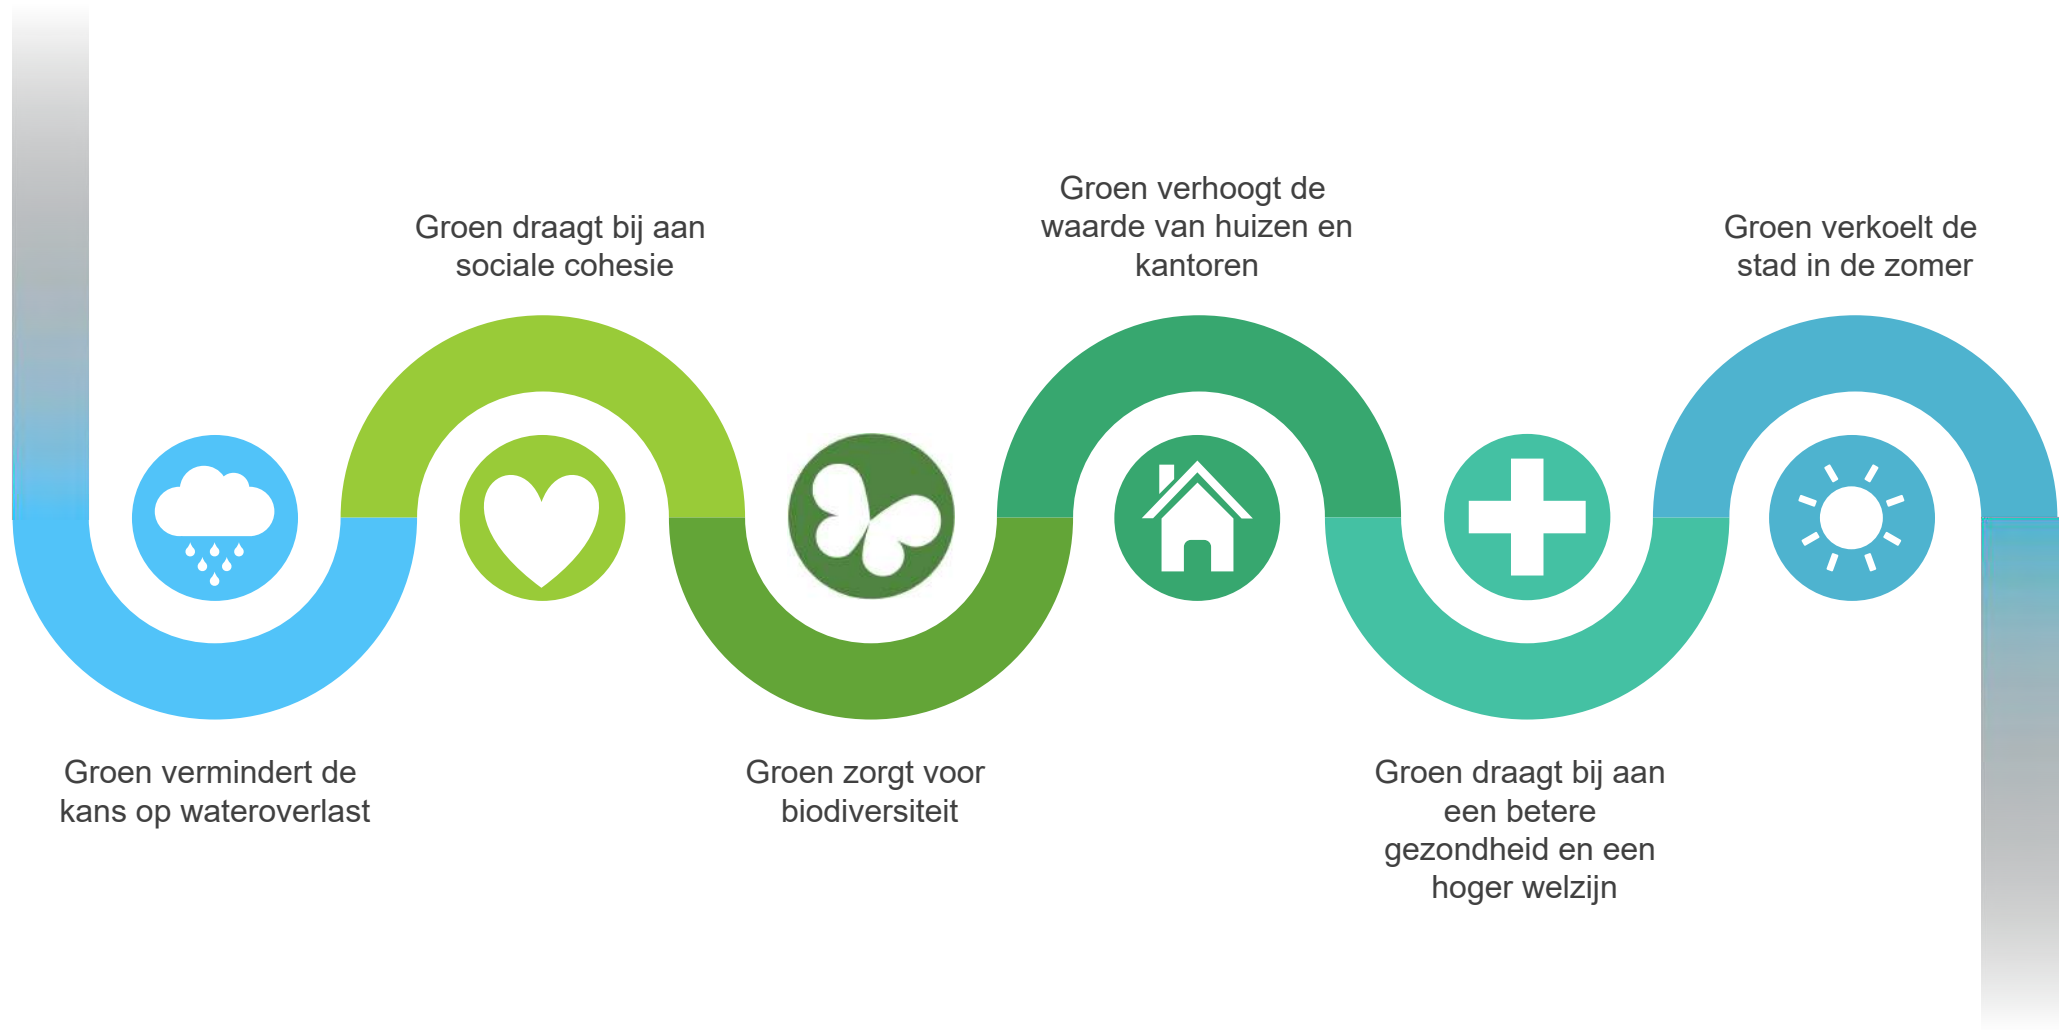 Groen vermindert de
kans op wateroverlast
Groen draagt bij aan
sociale cohesie
Groen zorgt voor
biodiversiteit
Groen verhoogt de
waarde van huizen en
kantoren
Groen draagt bij aan
een betere
gezondheid en een
hoger welzijn
Groen verkoelt de
stad in de zomer